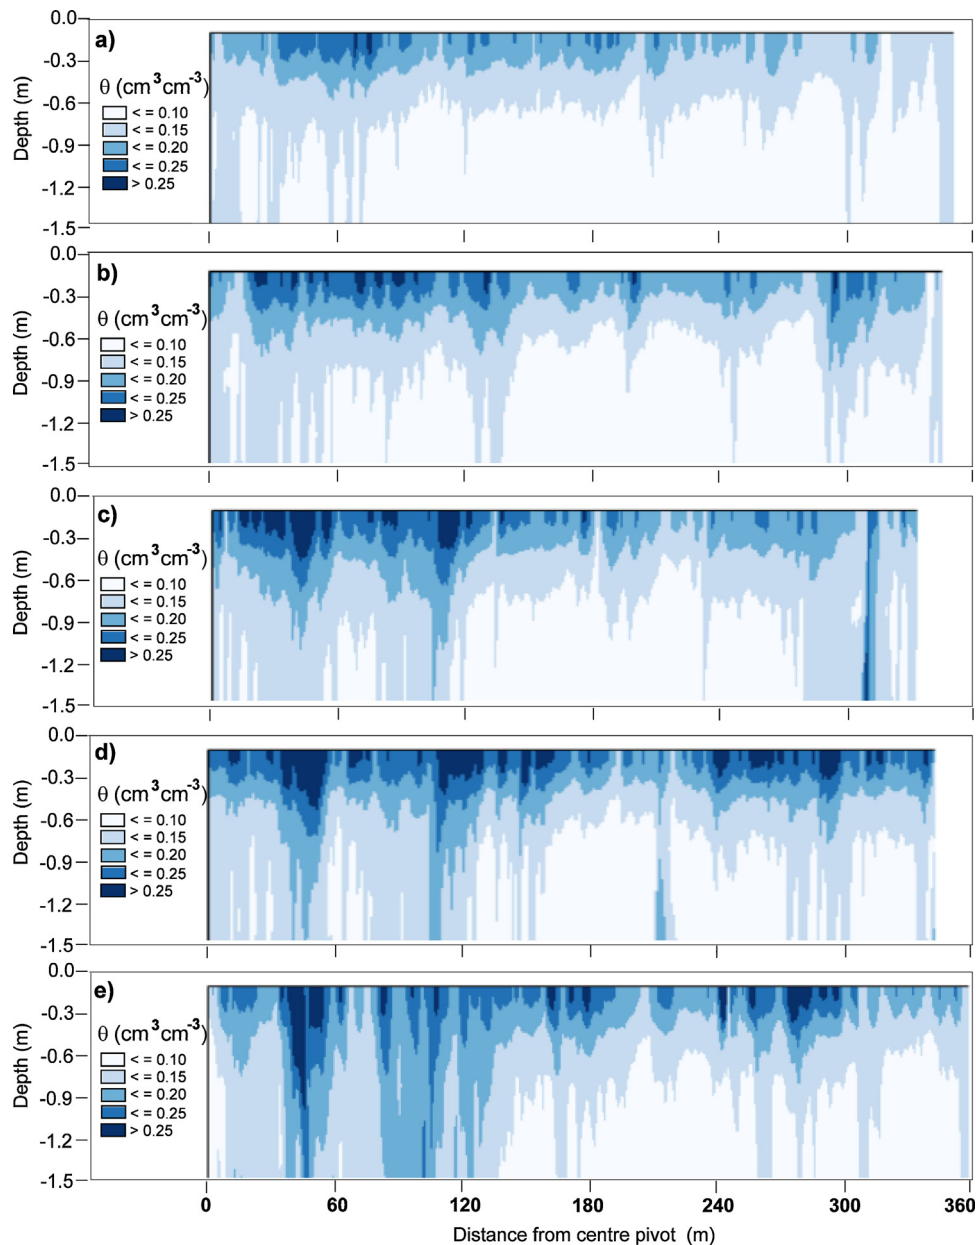 a)
Depth (m)
0.0
-0.3
-0.6
-0.9
-1.2
-1.5
θ (cm³cm⁻³)
< = 0.10
< = 0.15
< = 0.20
< = 0.25
> 0.25
b)
Depth (m)
0.0
-0.3
-0.6
-0.9
-1.2
-1.5
θ (cm³cm⁻³)
< = 0.10
< = 0.15
< = 0.20
< = 0.25
> 0.25
c)
Depth (m)
0.0
-0.3
-0.6
-0.9
-1.2
-1.5
θ (cm³cm⁻³)
< = 0.10
< = 0.15
< = 0.20
< = 0.25
> 0.25
d)
Depth (m)
0.0
-0.3
-0.6
-0.9
-1.2
-1.5
θ (cm³cm⁻³)
< = 0.10
< = 0.15
< = 0.20
< = 0.25
> 0.25
e)
Depth (m)
0.0
-0.3
-0.6
-0.9
-1.2
-1.5
θ (cm³cm⁻³)
< = 0.10
< = 0.15
< = 0.20
< = 0.25
> 0.25
0 60 120 180 240 300 360
Distance from centre pivot (m)